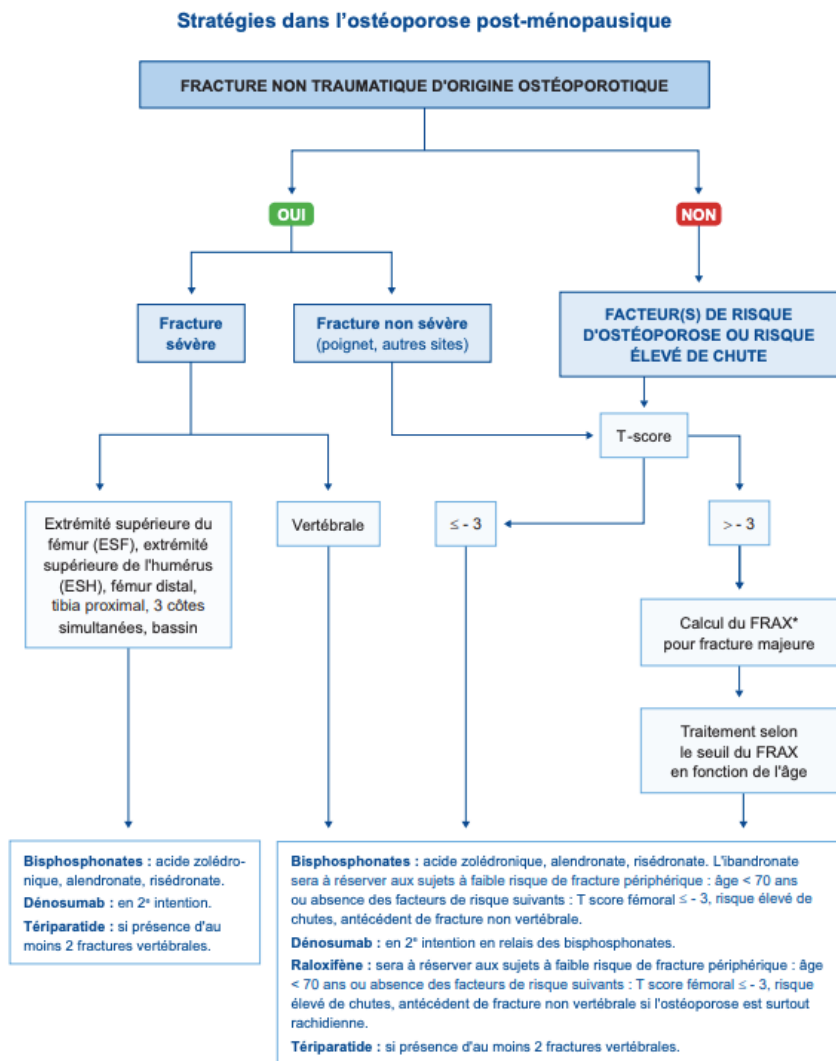 Stratégies dans l'ostéoporose post-ménopausique
FRACTURE NON TRAUMATIQUE D'ORIGINE OSTÉOPOROTIQUE
OUI
NON
Fracture
sévère
Fracture non sévère
(poignet, autres sites)
FACTEUR(S) DE RISQUE
D'OSTÉOPOROSE OU RISQUE
ÉLEVÉ DE CHUTE
T-score
Extrémité supérieure du
fémur (ESF), extrémité
supérieure de l'humérus
(ESH), fémur distal,
tibia proximal, 3 côtes
simultanées, bassin
Vertébrale
≤ - 3
> - 3
Calcul du FRAX*
pour fracture majeure
Traitement selon
le seuil du FRAX
en fonction de l'âge
Bisphosphonates : acide zolédro-
nique, alendronate, risédronate.
Dénosumab : en 2e intention.
Tériparatide : si présence d'au
moins 2 fractures vertébrales.
Bisphosphonates : acide zolédronique, alendronate, risédronate. L'ibandronate
sera à réserver aux sujets à faible risque de fracture périphérique : âge < 70 ans
ou absence des facteurs de risque suivants : T score fémoral ≤ - 3, risque élevé de
chutes, antécédent de fracture non vertébrale.
Dénosumab : en 2e intention en relais des bisphosphonates.
Raloxifène : sera à réserver aux sujets à faible risque de fracture périphérique : âge
< 70 ans ou absence des facteurs de risque suivants : T score fémoral ≤ - 3, risque
élevé de chutes, antécédent de fracture non vertébrale si l'ostéoporose est surtout
rachidienne.
Tériparatide : si présence d'au moins 2 fractures vertébrales.